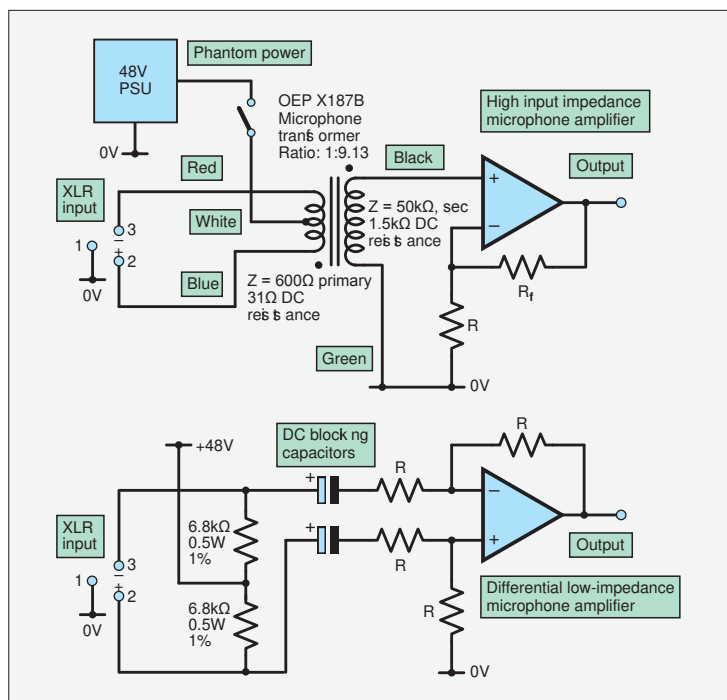 Phantom power
48V
PSU
OEP X187B
Microphone
transformer
Ratio: 1:9.13
High input impedance
microphone amplifier
0V
Red
Black
Output
XLR
input
White
+
–
Z = 50kΩ, sec
1.5kΩ DC
resistance
3
–
+
2
1
0V
Blue
Z = 600Ω primary
31Ω DC
resistance
Rf
R
Green
0V
+48V
DC blocking
capacitors
R
+
R
–
XLR
input
6.8kΩ
0.5W
1%
+
R
+
Output
3
–
+
2
1
0V
6.8kΩ
0.5W
1%
R
Differential low-impedance
microphone amplifier
0V